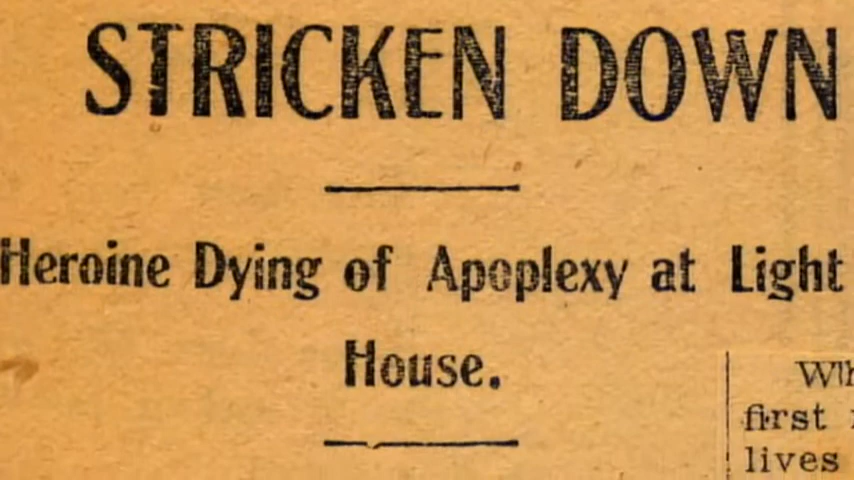 STRICKEN DOWN
Heroine Dying of Apoplexy at Light
House.
first
lives